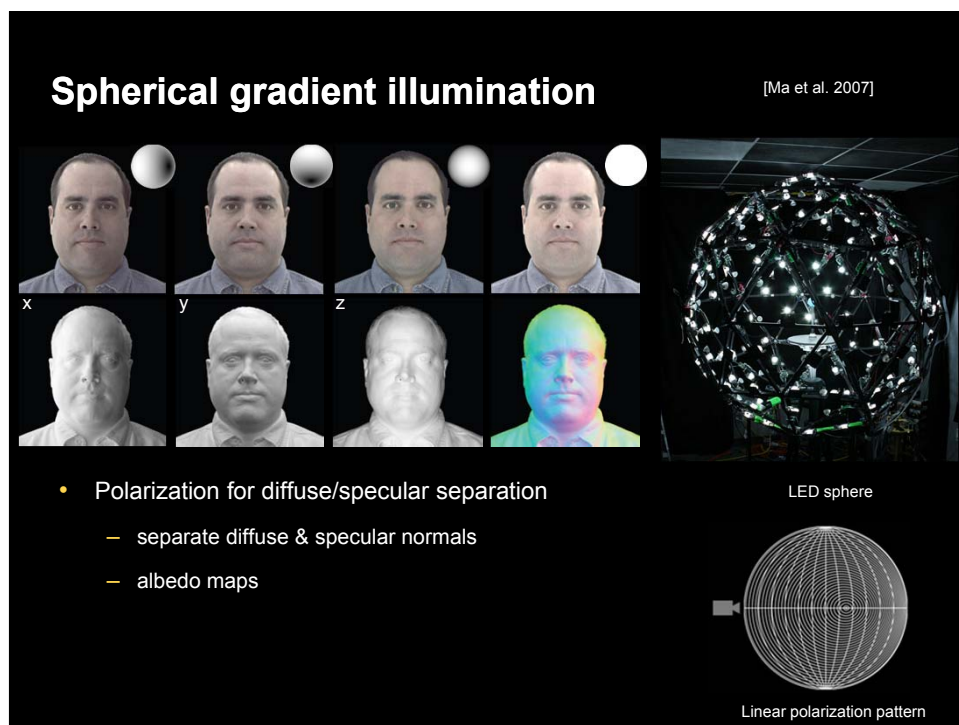 Spherical gradient illumination
[Ma et al. 2007]
x
y
z
• Polarization for diffuse/specular separation
– separate diffuse & specular normals
– albedo maps
LED sphere
Linear polarization pattern